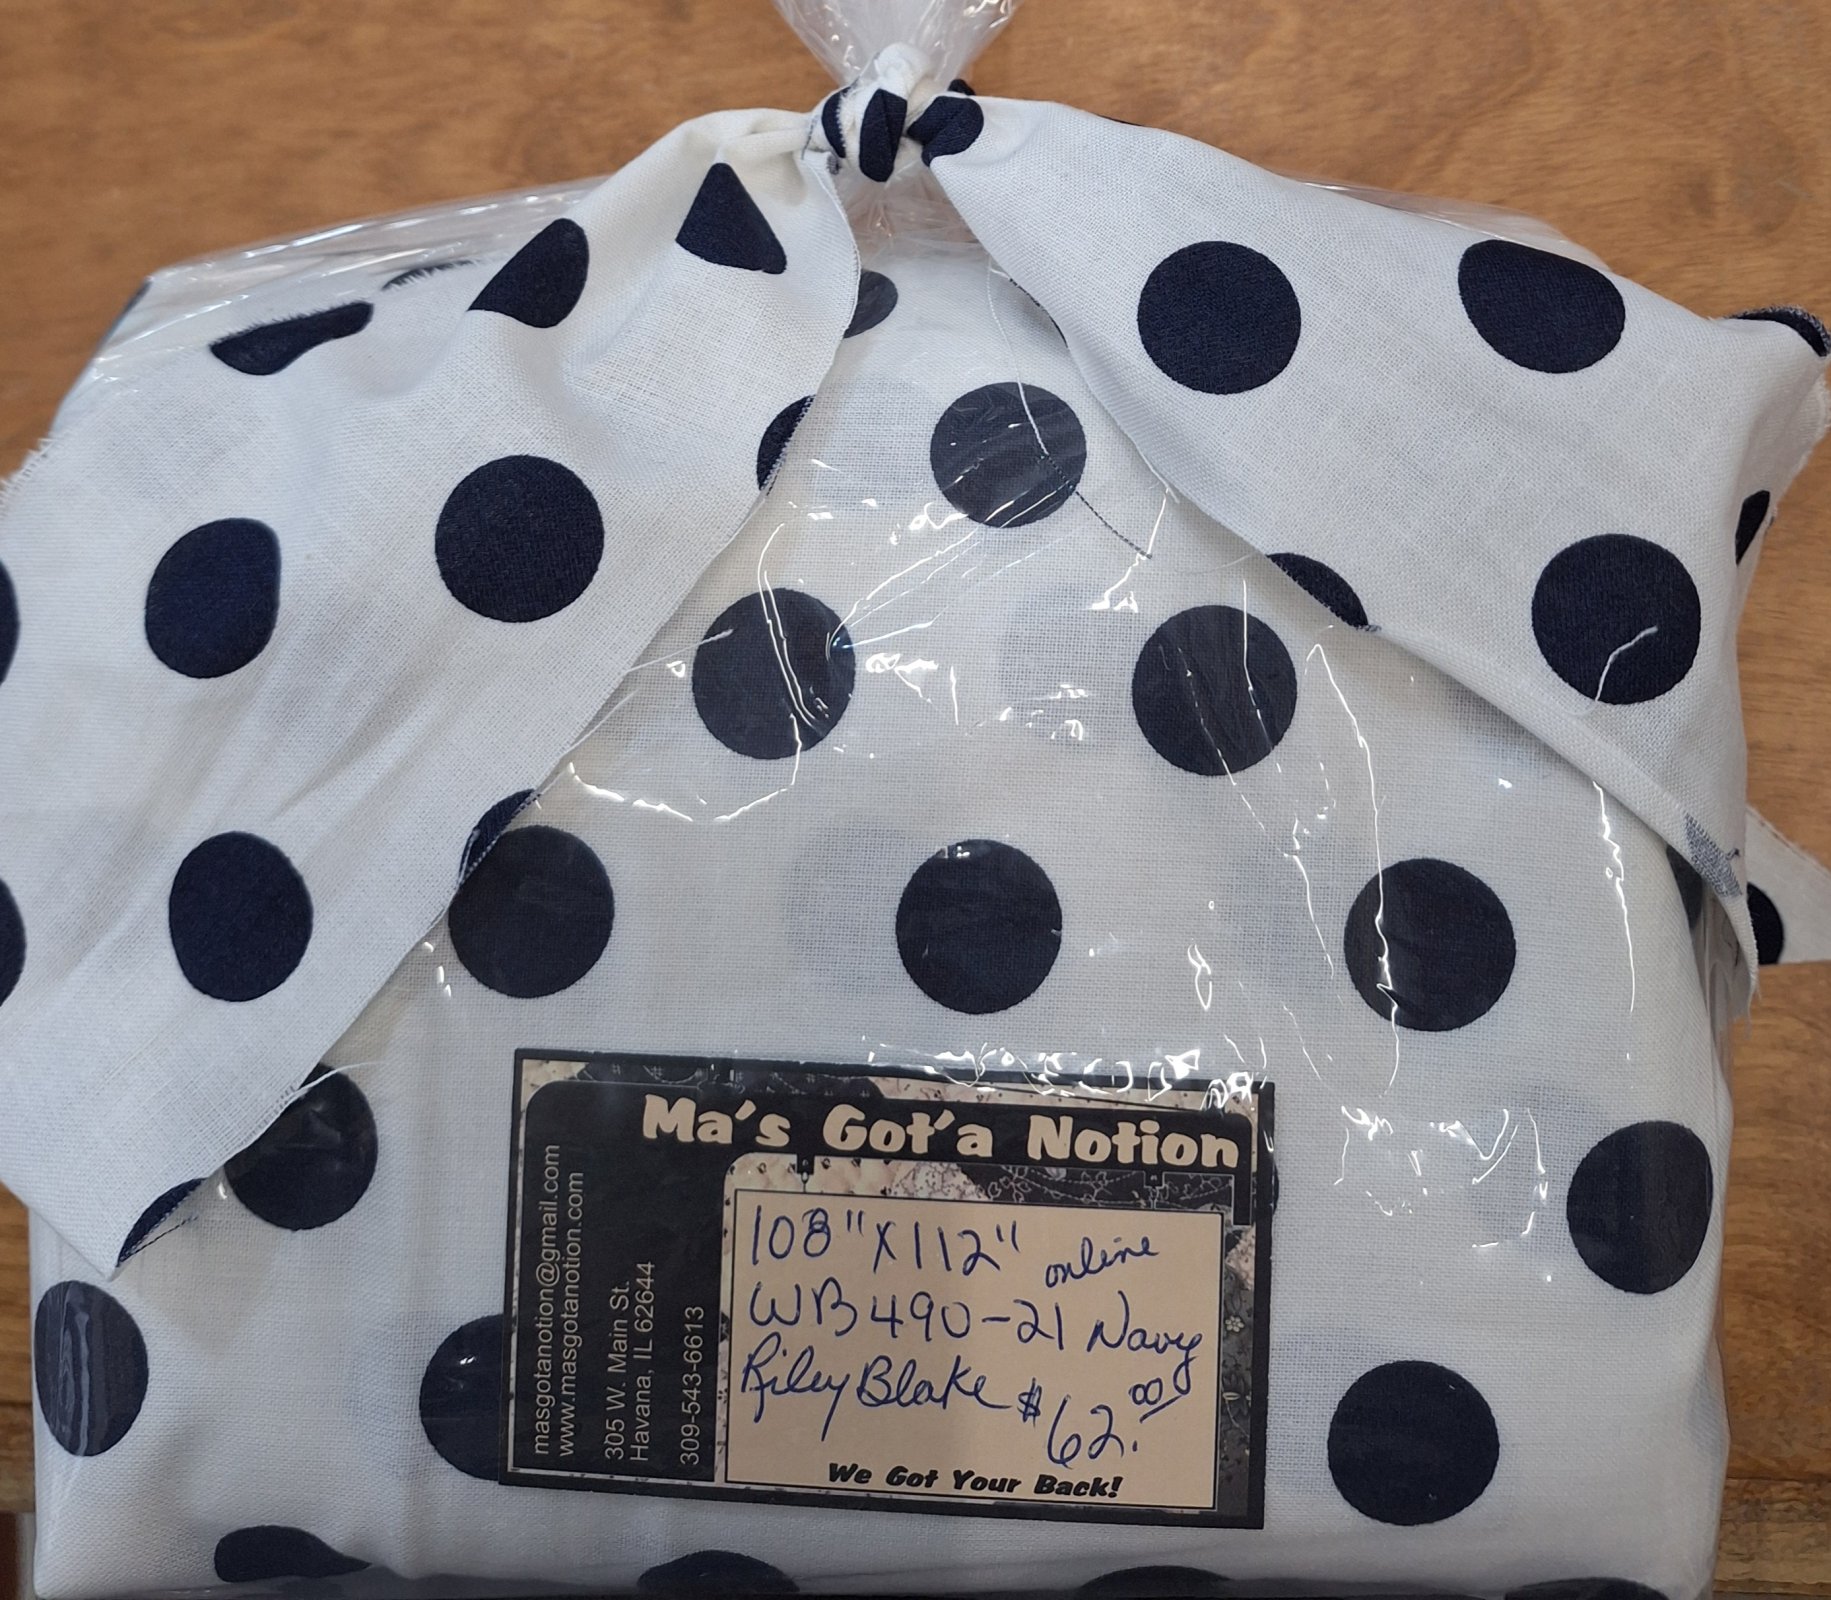 Ma's Got'a Notion
masgotanotion@gmail.com
www.masgotanotion.com
305 W. Main St.
Havana, IL 62644
309-543-6613
108" X 112" online
WB490-21 Navy
Riley Blake $62.00
We Got Your Back!